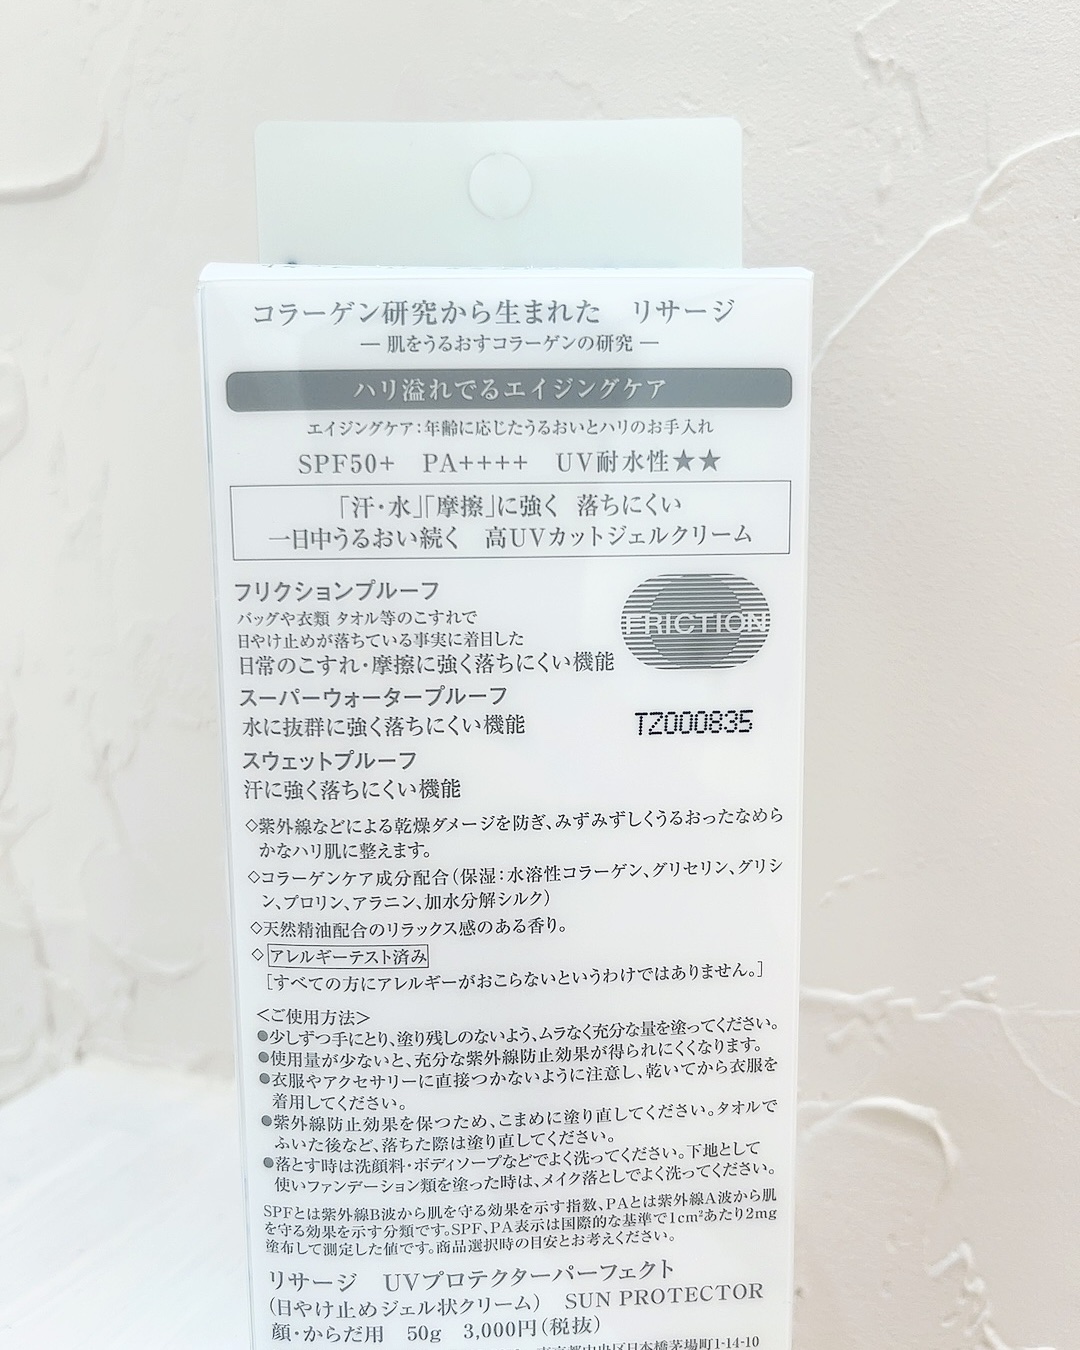 コラーゲン研究から生まれた　リサージ
― 肌をうるおすコラーゲンの研究 ―
ハリ溢れでるエイジングケア
エイジングケア：年齢に応じたうるおいとハリのお手入れ
SPF50+　PA++++　UV耐水性★★
「汗・水」「摩擦」に強く 落ちにくい
一日中うるおい続く　高UVカットジェルクリーム
フリクションプルーフ
バッグや衣類 タオル等のこすれで
日やけ止めが落ちている事実に着目した
日常のこすれ・摩擦に強く落ちにくい機能
FRICTION
スーパーウォータープルーフ
水に抜群に強く落ちにくい機能
TZ000835
スウェットプルーフ
汗に強く落ちにくい機能
◇紫外線などによる乾燥ダメージを防ぎ、みずみずしくうるおったなめら
かなハリ肌に整えます。
◇コラーゲンケア成分配合（保湿：水溶性コラーゲン、グリセリン、グリシ
ン、プロリン、アラニン、加水分解シルク）
◇天然精油配合のリラックス感のある香り。
◇アレルギーテスト済み
［すべての方にアレルギーがおこらないというわけではありません。］
＜ご使用方法＞
●少しずつ手にとり、塗り残しのないよう、ムラなく充分な量を塗ってください。
●使用量が少ないと、充分な紫外線防止効果が得られにくくなります。
●衣服やアクセサリーに直接つかないように注意し、乾いてから衣服を
着用してください。
●紫外線防止効果を保つため、こまめに塗り直してください。タオルで
ふいた後など、落ちた際は塗り直してください。
●落とす時は洗顔料・ボディソープなどでよく洗ってください。下地として
使いファンデーション類を塗った時は、メイク落としでよく洗ってください。
SPFとは紫外線B波から肌を守る効果を示す指数、PAとは紫外線A波から肌
を守る効果を示す分類です。SPF、PA表示は国際的な基準で1cm²あたり2mg
塗布して測定した値です。商品選択時の目安とお考えください。
リサージ　UVプロテクターパーフェクト
（日やけ止めジェル状クリーム）　SUN PROTECTOR
顔・からだ用　50g　3,000円（税抜）
東京都中央区日本橋茅場町1-14-10